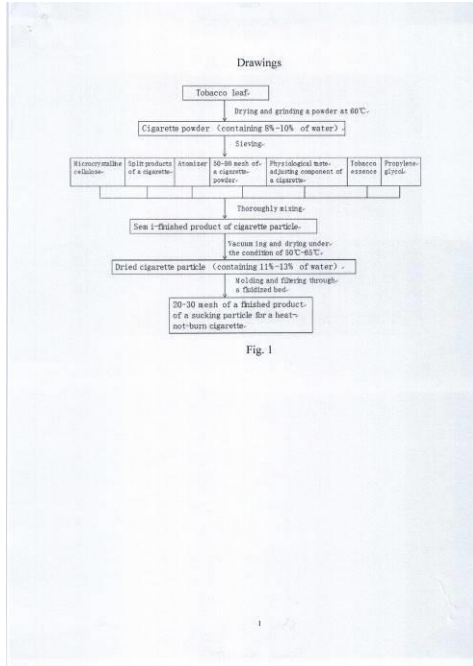 Drawings
Tobacco leaf
Drying and grinding a powder at 60℃
Cigarette powder (containing 8%-10% of water)
Sieving
Microcrystalline cellulose
Split products of a cigarette
Atomizer
50-80 mesh of a cigarette powder
Physiological taste-adjusting component of a cigarette
Tobacco essence
Propylene glycol
Thoroughly mixing
Sem i-finished product of cigarette particle
Vacuum ing and drying under
the condition of 50℃-65℃
Dried cigarette particle (containing 11%-13% of water)
Molding and filtering through
a fluidized bed
20-30 mesh of a finished product
of a sucking particle for a heat-
not-burn cigarette
Fig. 1
1